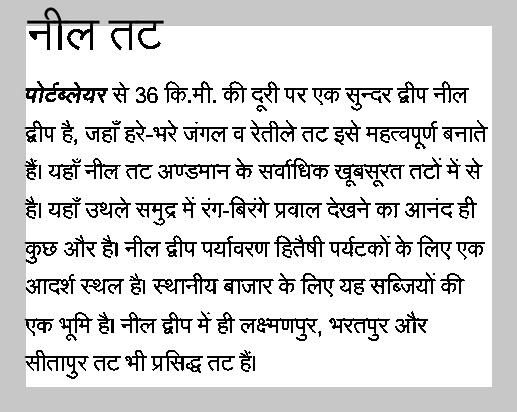 नील तट
पोर्टब्लेयर से 36 कि.मी. की दूरी पर एक सुन्दर द्वीप नील
द्वीप है, जहाँ हरे-भरे जंगल व रेतीले तट इसे महत्वपूर्ण बनाते
हैं। यहाँ नील तट अण्डमान के सर्वाधिक खूबसूरत तटों में से
है। यहाँ उथले समुद्र में रंग-बिरंगे प्रवाल देखने का आनंद ही
कुछ और है। नील द्वीप पर्यावरण हितैषी पर्यटकों के लिए एक
आदर्श स्थल है। स्थानीय बाजार के लिए यह सब्जियों की
एक भूमि है। नील द्वीप में ही लक्ष्मणपुर, भरतपुर और
सीतापुर तट भी प्रसिद्ध तट हैं।